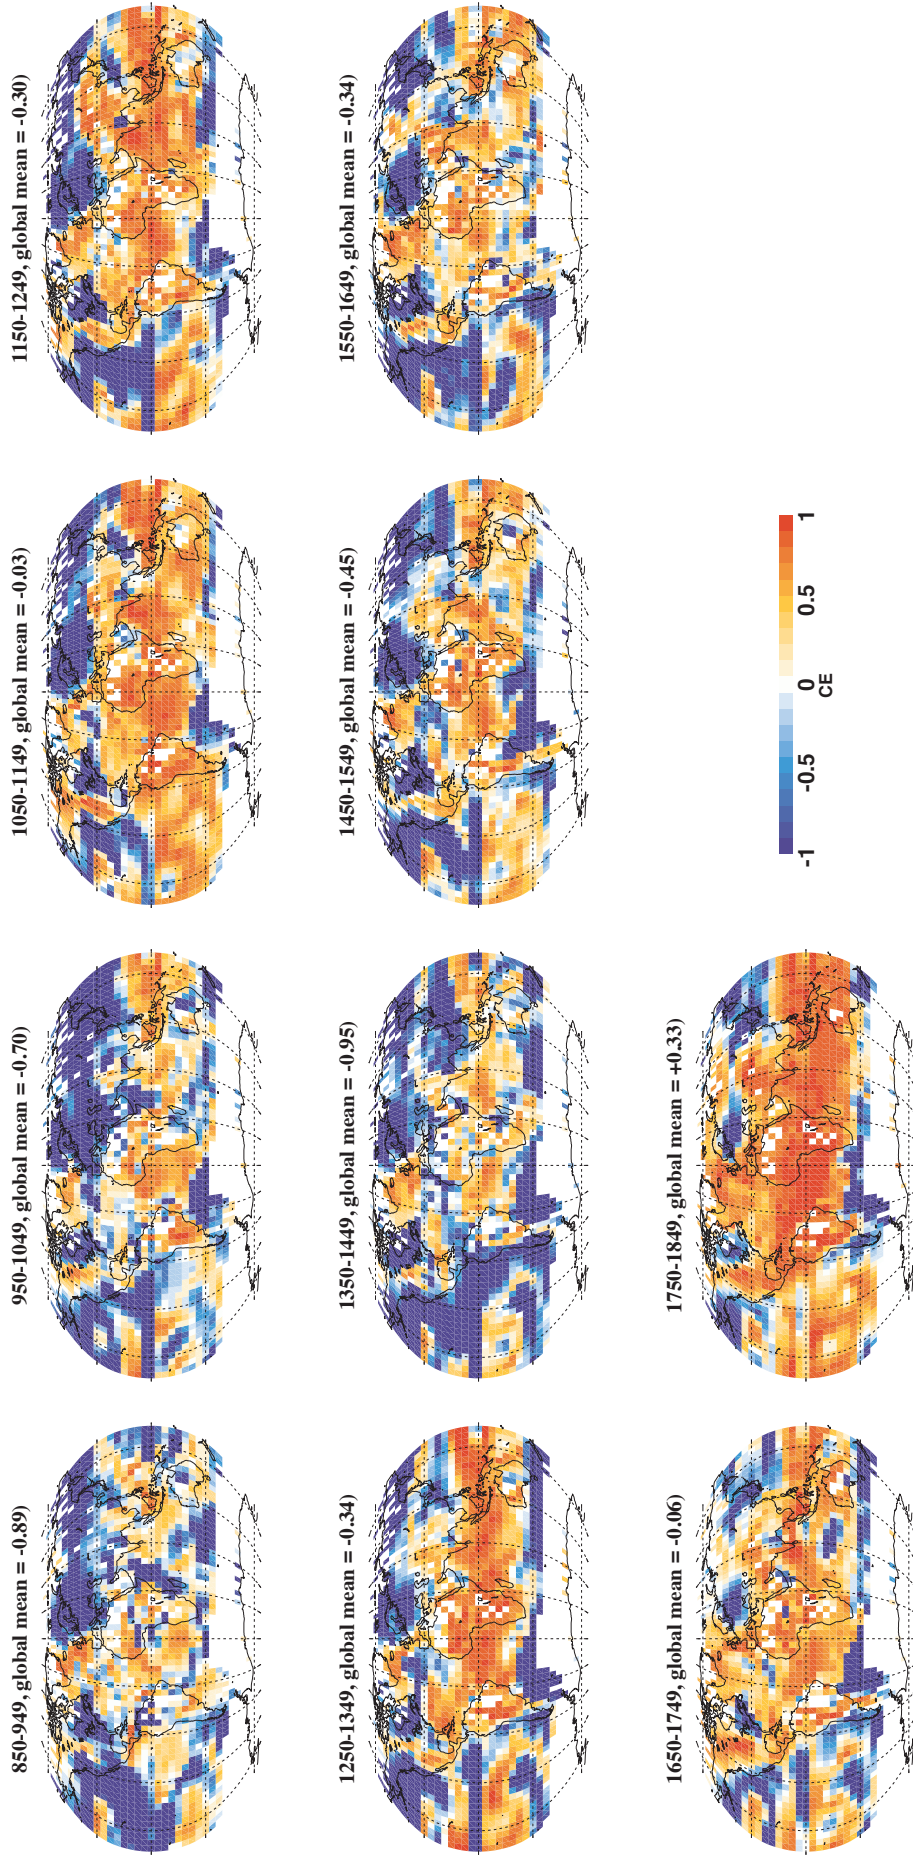 850-949, global mean = -0.89)
950-1049, global mean = -0.70)
1050-1149, global mean = -0.03)
1150-1249, global mean = -0.30)
1250-1349, global mean = -0.34)
1350-1449, global mean = -0.95)
1450-1549, global mean = -0.45)
1550-1649, global mean = -0.34)
1650-1749, global mean = -0.06)
1750-1849, global mean = +0.33)
-1 -0.5 0 0.5 1
CE